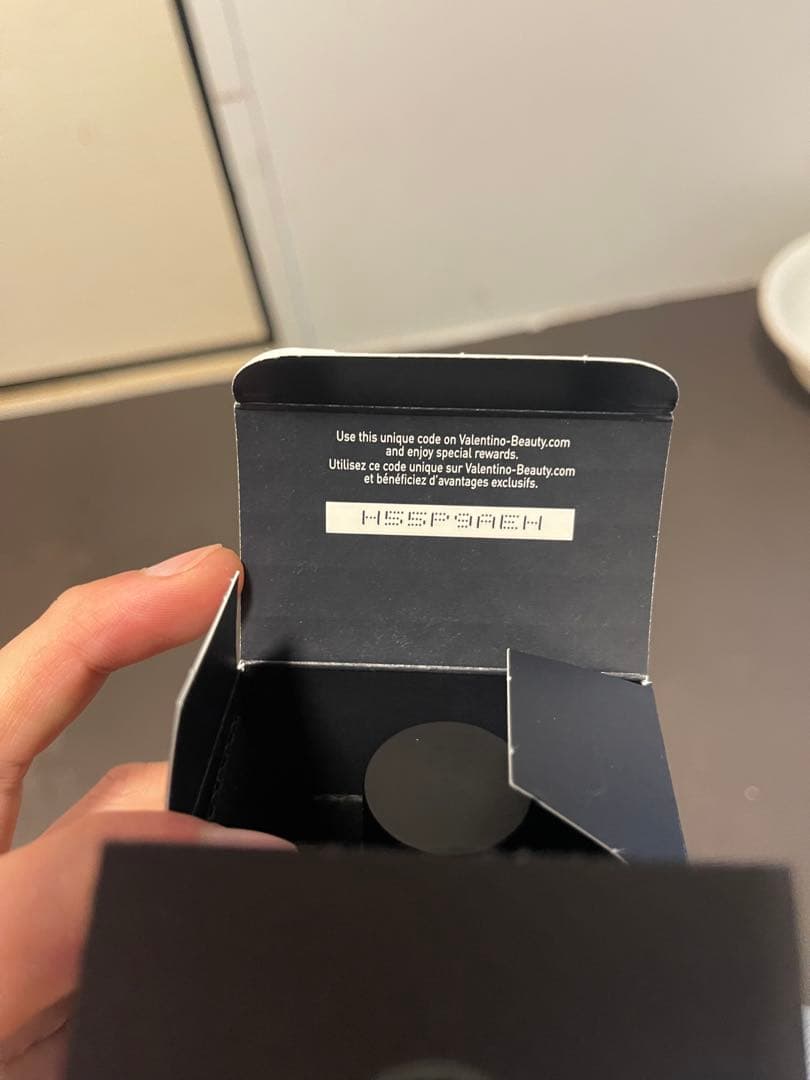 Use this unique code on Valentino-Beauty.com
and enjoy special rewards.
Utilisez ce code unique sur Valentino-Beauty.com
et bénéficiez d'avantages exclusifs.
H55P9AEH